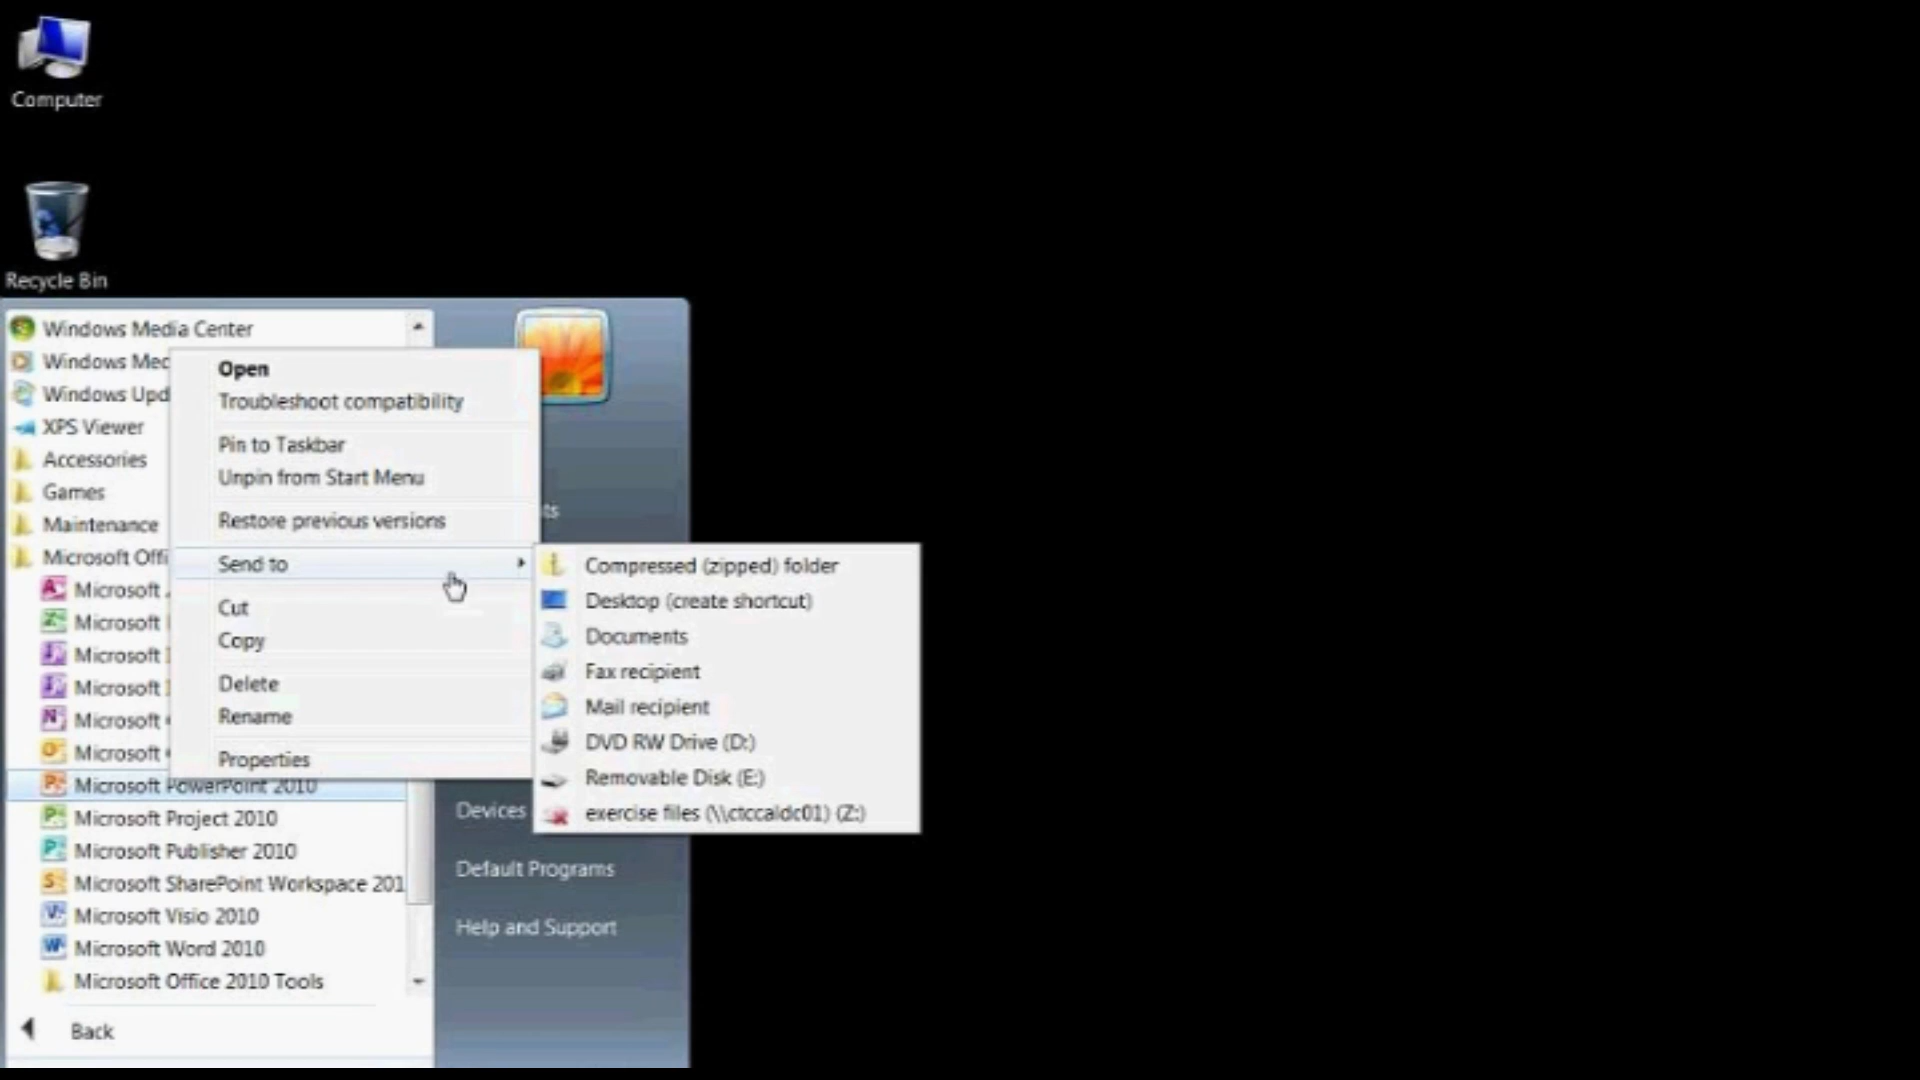 Computer
Recycle Bin
Windows Media Center
Windows Med
Windows Upd
XPS Viewer
Accessories
Games
Maintenance
Microsoft Offi
Microsoft
Microsoft
Microsoft
Microsoft
Microsoft
Microsoft
Microsoft PowerPoint 2010
Microsoft Project 2010
Microsoft Publisher 2010
Microsoft SharePoint Workspace 201
Microsoft Visio 2010
Microsoft Word 2010
Microsoft Office 2010 Tools
Back
Open
Troubleshoot compatibility
Pin to Taskbar
Unpin from Start Menu
Restore previous versions
Send to
Cut
Copy
Delete
Rename
Properties
ts
Devices
Default Programs
Help and Support
Compressed (zipped) folder
Desktop (create shortcut)
Documents
Fax recipient
Mail recipient
DVD RW Drive (D:)
Removable Disk (E:)
exercise files (\\ctccaldc01) (Z:)